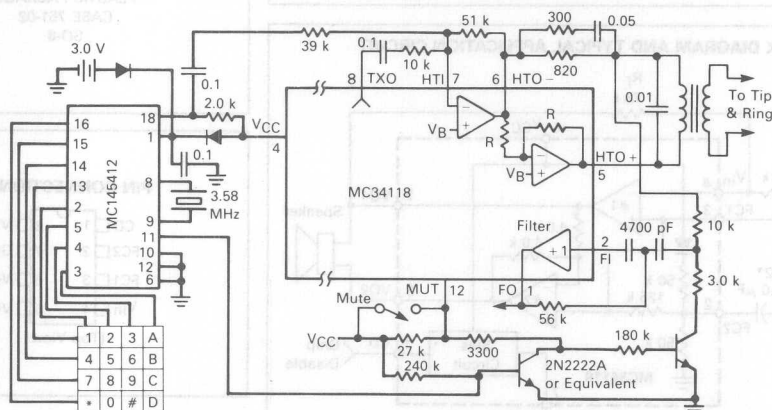 3.0 V
0.1
39 k
51 k
300
0.05
0.1
10 k
820
8
TXO
HTI
7
6
HTO –
0.01
To Tip
& Ring
18
2.0 k
16
1
VCC
4
VB
R
R
15
14
0.1
VB
HTO +
5
13
8
MC145412
3.58
MHz
MC34118
2
Filter
4700 pF
5
9
4
11
+ 1
2
FI
10 k
3
10
12
6
MUT
12
FO
1
3.0 k
Mute
56 k
1 2 3 A
VCC
180 k
4 5 6 B
27 k
3300
7 8 9 C
240 k
2N2222A
or Equivalent
* 0 # D